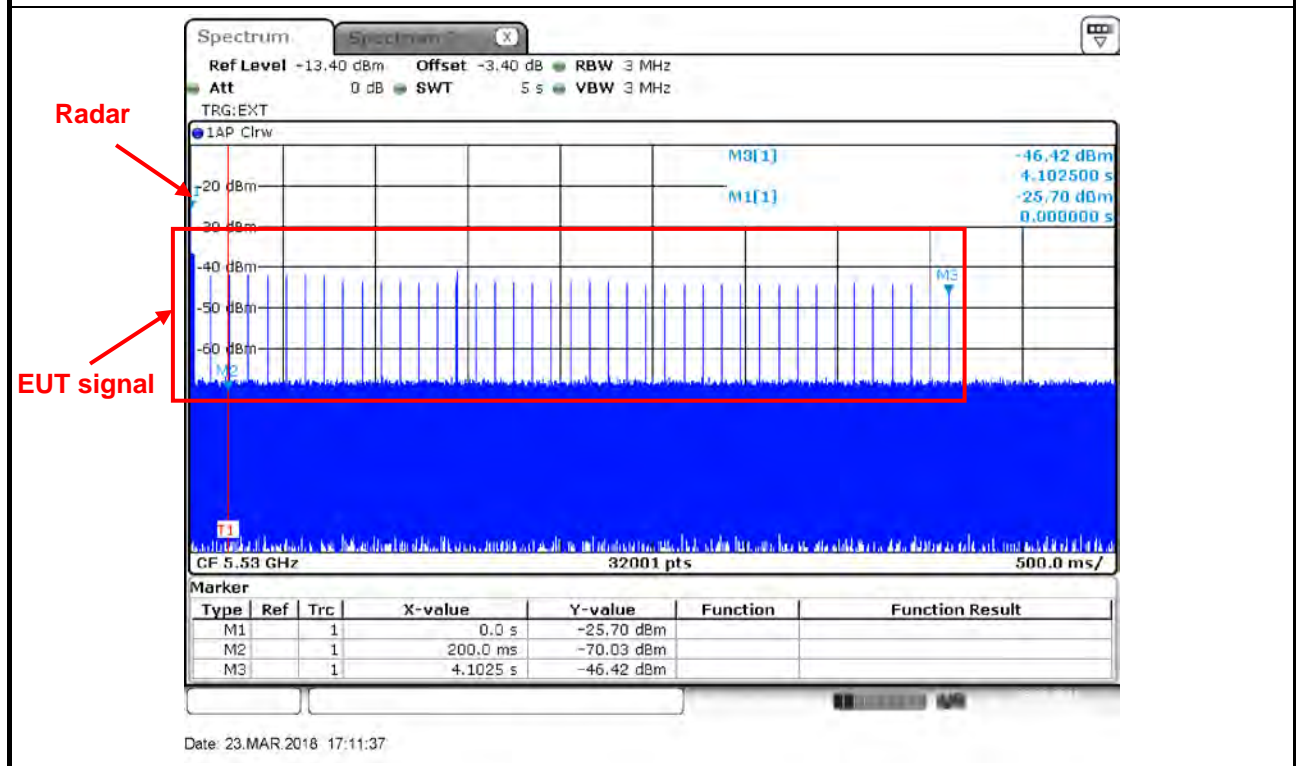 Spectrum
X
Ref Level -13.40 dBm Offset -3.40 dB RBW 3 MHz
Att 0 dB SWT 5 s VBW 3 MHz
TRG:EXT
1AP Clrw
Radar
M3[1] -46.42 dBm
4.102500 s
-20 dBm
M1[1] -25.70 dBm
0.000000 s
-30 dBm
-40 dBm
M3
-50 dBm
-60 dBm
M2
EUT signal
T1
CF 5.53 GHz 32001 pts 500.0 ms/
Marker
Type Ref Trc X-value Y-value Function Function Result
M1 1 0.0 s -25.70 dBm
M2 1 200.0 ms -70.03 dBm
M3 1 4.1025 s -46.42 dBm
Date: 23.MAR.2018 17:11:37